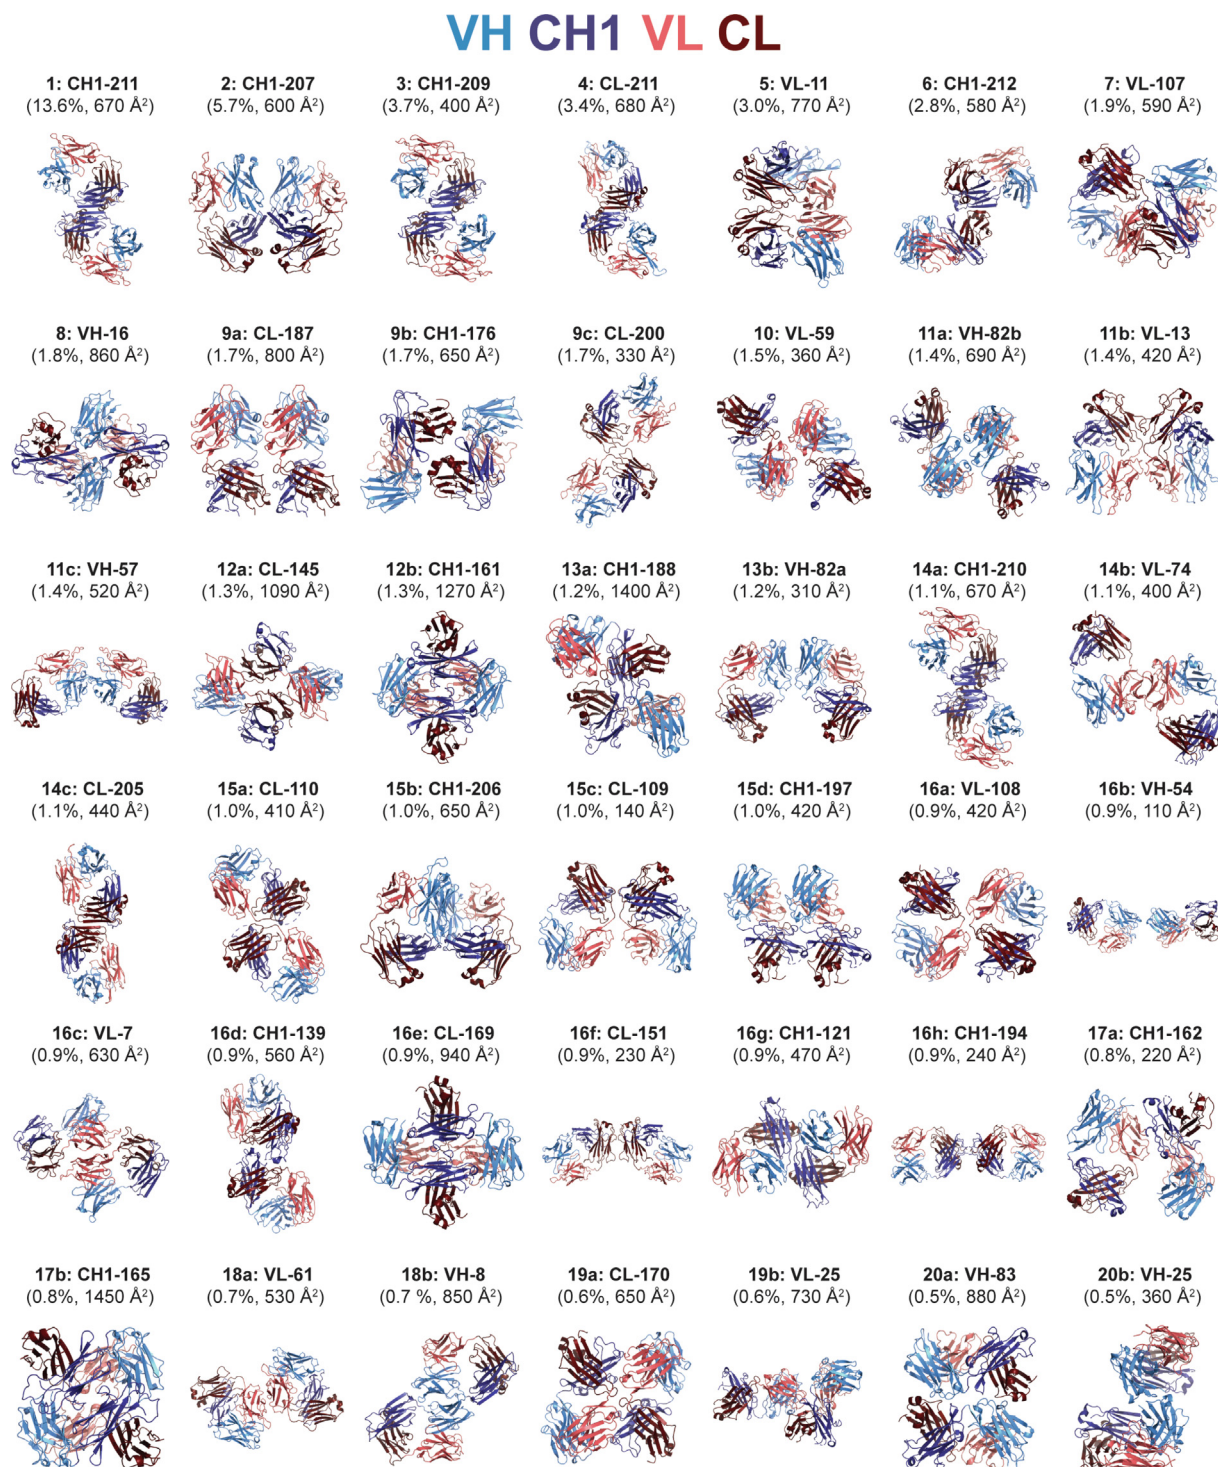 VH CH1 VL CL
1: CH1-211 2: CH1-207 3: CH1-209 4: CL-211 5: VL-11 6: CH1-212 7: VL-107
(13.6%, 670 Å²) (5.7%, 600 Å²) (3.7%, 400 Å²) (3.4%, 680 Å²) (3.0%, 770 Å²) (2.8%, 580 Å²) (1.9%, 590 Å²)
8: VH-16 9a: CL-187 9b: CH1-176 9c: CL-200 10: VL-59 11a: VH-82b 11b: VL-13
(1.8%, 860 Å²) (1.7%, 800 Å²) (1.7%, 650 Å²) (1.7%, 330 Å²) (1.5%, 360 Å²) (1.4%, 690 Å²) (1.4%, 420 Å²)
11c: VH-57 12a: CL-145 12b: CH1-161 13a: CH1-188 13b: VH-82a 14a: CH1-210 14b: VL-74
(1.4%, 520 Å²) (1.3%, 1090 Å²) (1.3%, 1270 Å²) (1.2%, 1400 Å²) (1.2%, 310 Å²) (1.1%, 670 Å²) (1.1%, 400 Å²)
14c: CL-205 15a: CL-110 15b: CH1-206 15c: CL-109 15d: CH1-197 16a: VL-108 16b: VH-54
(1.1%, 440 Å²) (1.0%, 410 Å²) (1.0%, 650 Å²) (1.0%, 140 Å²) (1.0%, 420 Å²) (0.9%, 420 Å²) (0.9%, 110 Å²)
16c: VL-7 16d: CH1-139 16e: CL-169 16f: CL-151 16g: CH1-121 16h: CH1-194 17a: CH1-162
(0.9%, 630 Å²) (0.9%, 560 Å²) (0.9%, 940 Å²) (0.9%, 230 Å²) (0.9%, 470 Å²) (0.9%, 240 Å²) (0.8%, 220 Å²)
17b: CH1-165 18a: VL-61 18b: VH-8 19a: CL-170 19b: VL-25 20a: VH-83 20b: VH-25
(0.8%, 1450 Å²) (0.7%, 530 Å²) (0.7 %, 850 Å²) (0.6%, 650 Å²) (0.6%, 730 Å²) (0.5%, 880 Å²) (0.5%, 360 Å²)